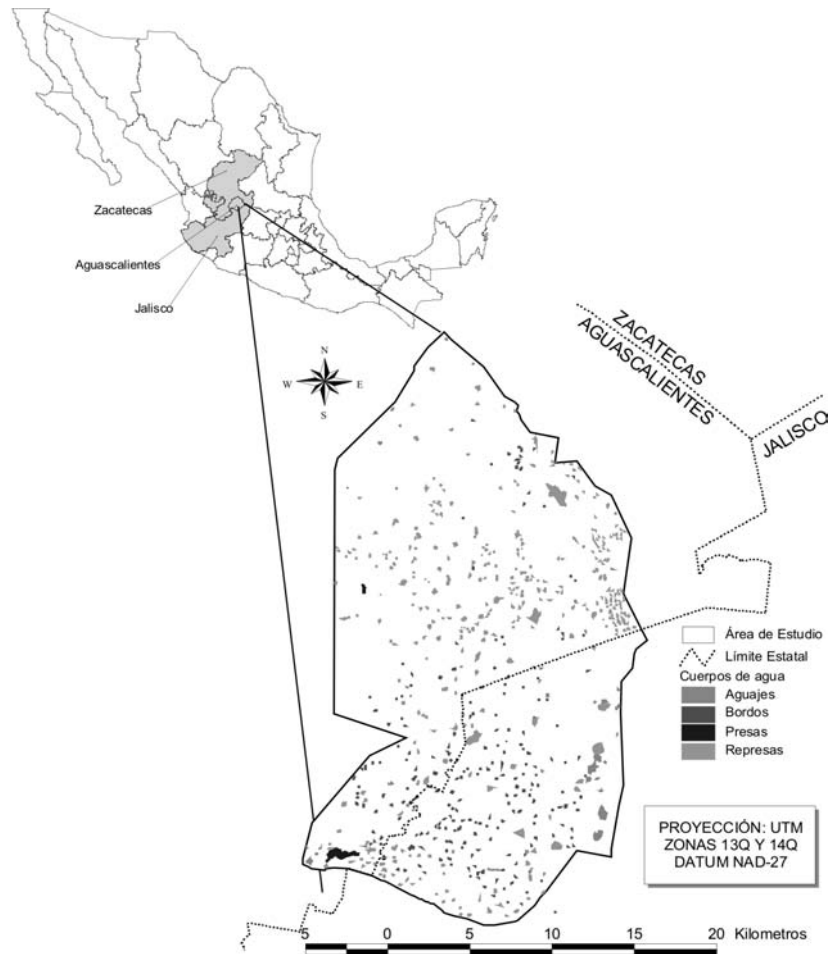 Zacatecas
Aguascalientes
Jalisco
N
W E
S
ZACATECAS
AGUASCALIENTES
JALISCO
Área de Estudio
Límite Estatal
Cuerpos de agua
Aguajes
Bordos
Presas
Represas
PROYECCIÓN: UTM
ZONAS 13Q Y 14Q
DATUM NAD-27
5 0 5 10 15 20 Kilometros